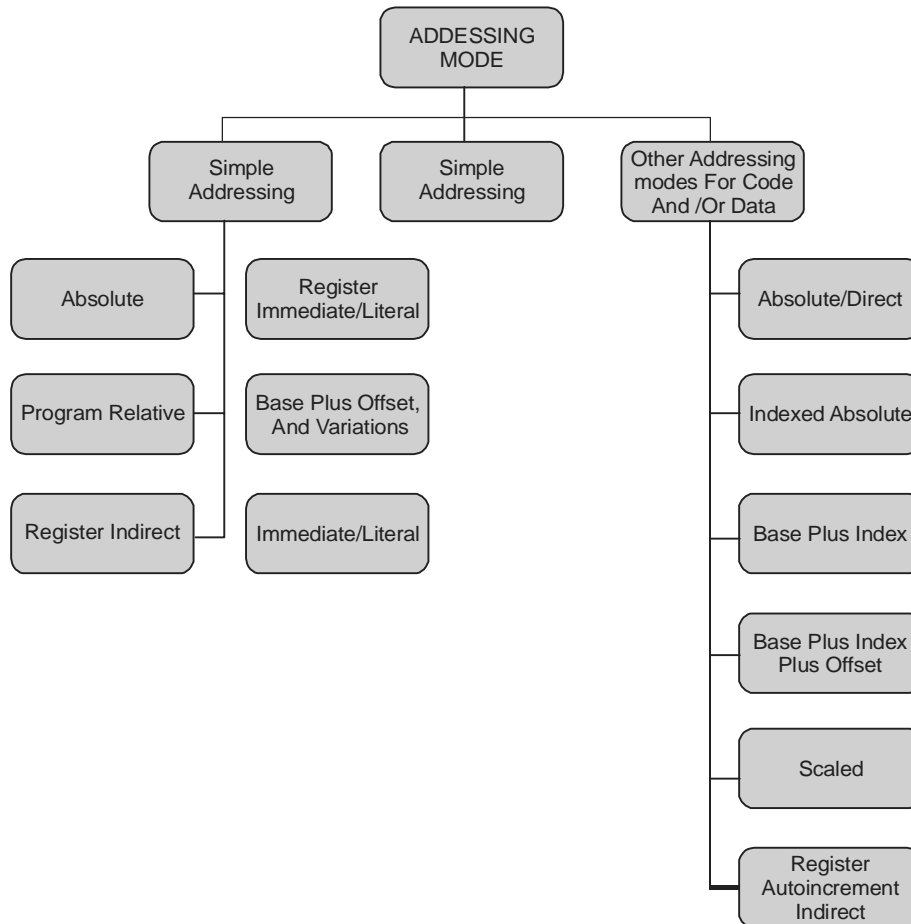 ADDESSING
MODE
Simple
Addressing
Simple
Addressing
Other Addressing
modes For Code
And /Or Data
Absolute
Register
Immediate/Literal
Absolute/Direct
Program Relative
Base Plus Offset,
And Variations
Indexed Absolute
Register Indirect
Immediate/Literal
Base Plus Index
Base Plus Index
Plus Offset
Scaled
Register
Autoincrement
Indirect